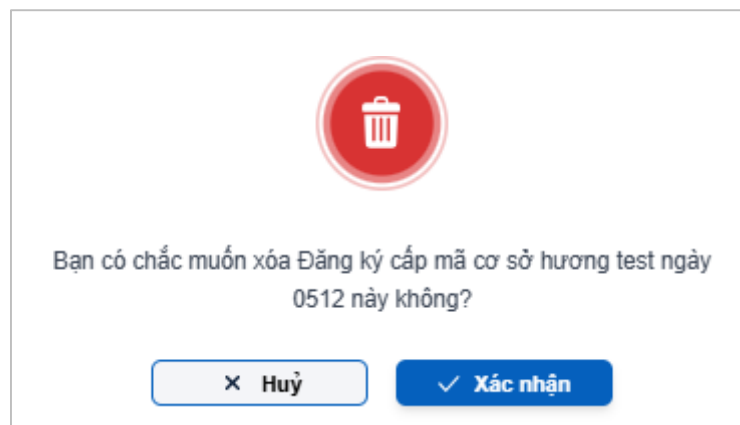 Bạn có chắc muốn xóa Đăng ký cấp mã cơ sở hương test ngày
0512 này không?
Huỷ
Xác nhận